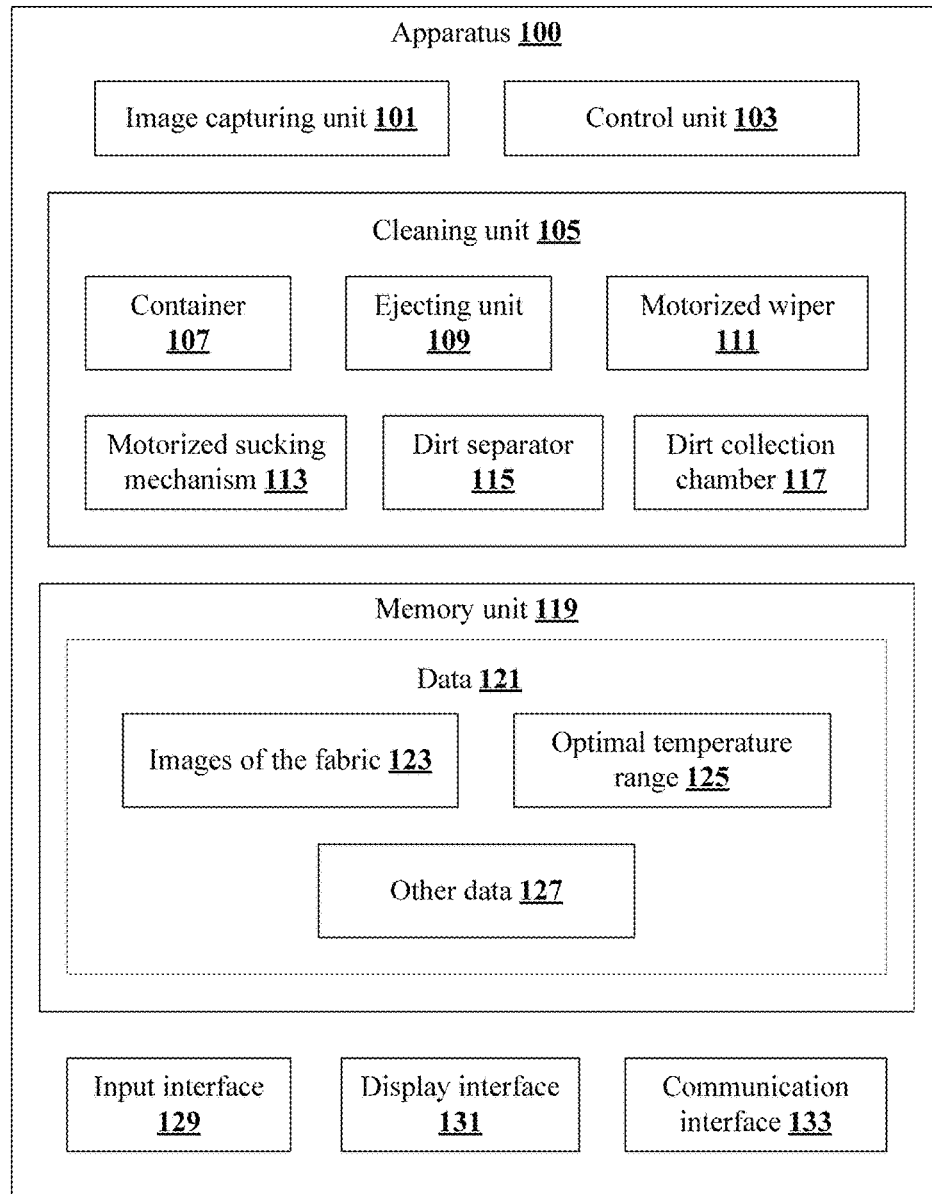 Apparatus 100
Image capturing unit 101
Control unit 103
Cleaning unit 105
Container
107
Ejecting unit
109
Motorized wiper
111
Motorized sucking
mechanism 113
Dirt separator
115
Dirt collection
chamber 117
Memory unit 119
Data 121
Images of the fabric 123
Optimal temperature
range 125
Other data 127
Input interface
129
Display interface
131
Communication
interface 133